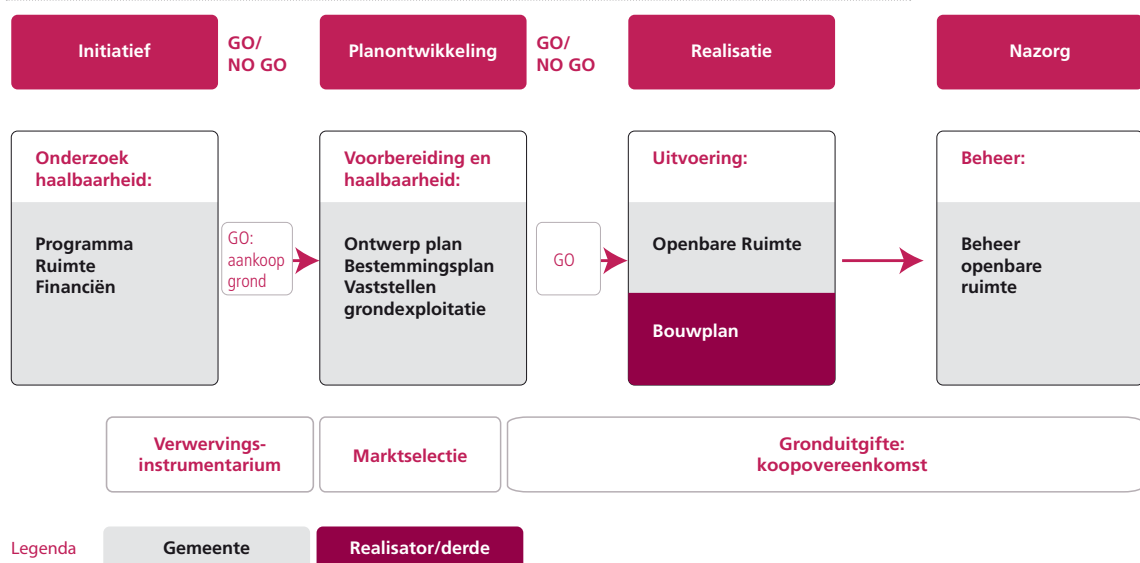 Initiatief
GO/
NO GO
Planontwikkeling
GO/
NO GO
Realisatie
Nazorg
Onderzoek
haalbaarheid:
Programma
Ruimte
Financiën
GO:
aankoop
grond
Voorbereiding en
haalbaarheid:
Ontwerp plan
Bestemmingsplan
Vaststellen
grondexploitatie
GO
Uitvoering:
Openbare Ruimte
Bouwplan
Beheer:
Beheer
openbare
ruimte
Verwervings-
instrumentarium
Marktselectie
Gronduitgifte:
koopovereenkomst
Legenda
Gemeente
Realisator/derde